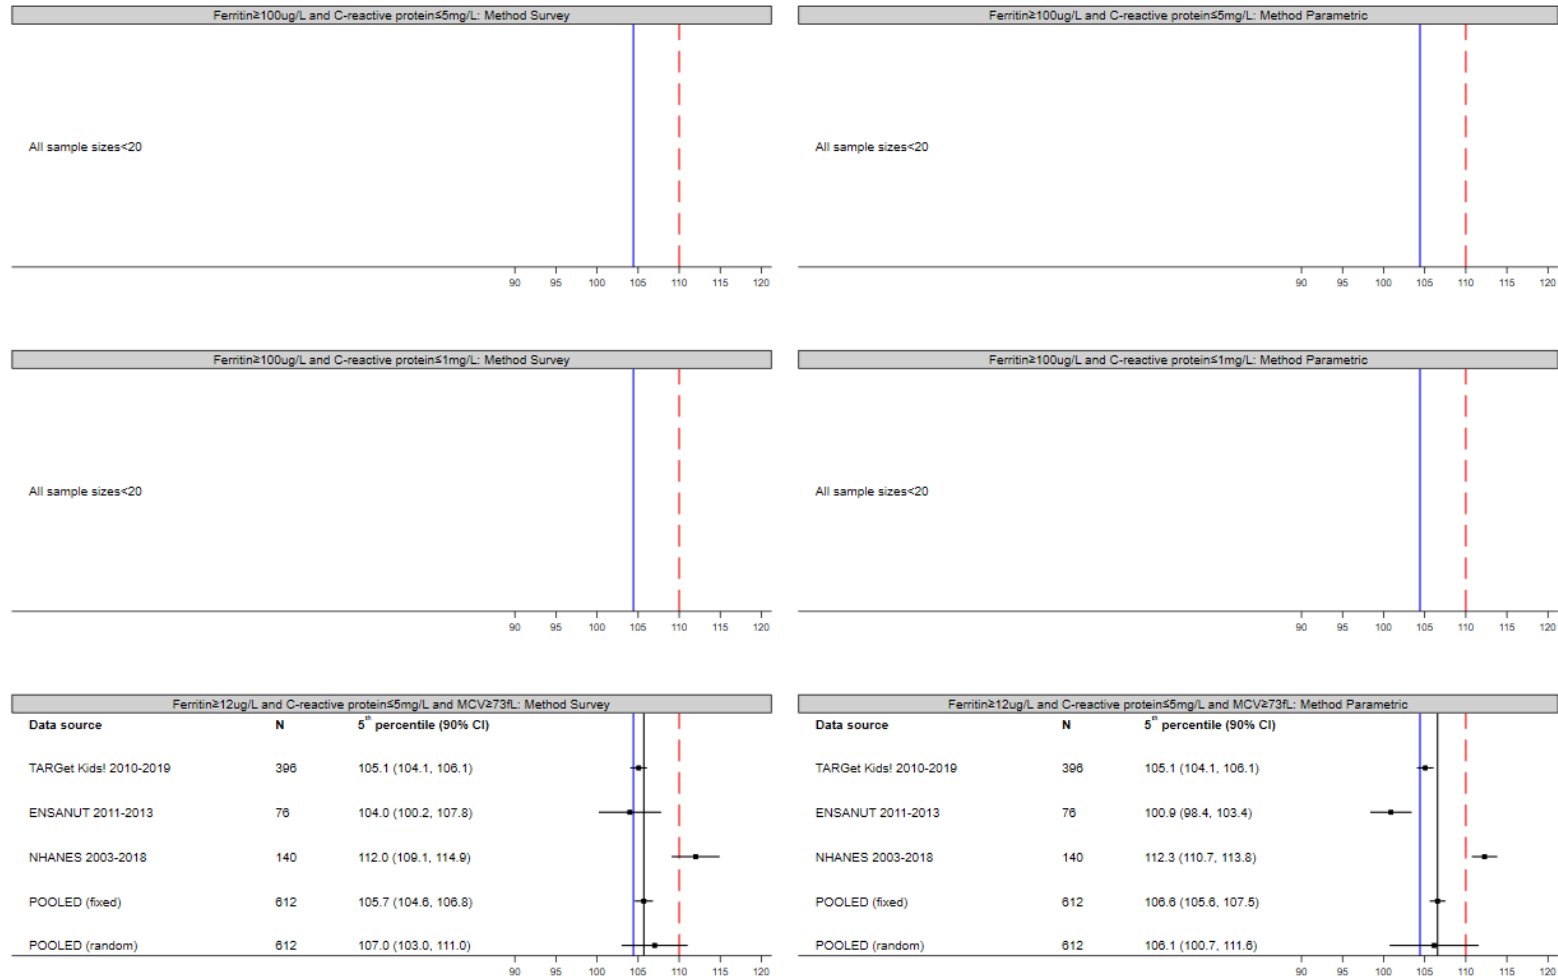 Ferritin≥100ug/L and C-reactive protein≤5mg/L: Method Survey
All sample sizes<20
90 95 100 105 110 115 120
Ferritin≥100ug/L and C-reactive protein≤5mg/L: Method Parametric
All sample sizes<20
90 95 100 105 110 115 120
Ferritin≥100ug/L and C-reactive protein≤1mg/L: Method Survey
All sample sizes<20
90 95 100 105 110 115 120
Ferritin≥100ug/L and C-reactive protein≤1mg/L: Method Parametric
All sample sizes<20
90 95 100 105 110 115 120
Ferritin≥12ug/L and C-reactive protein≤5mg/L and MCV≥73fL: Method Survey
Data source N 5th percentile (90% CI)
TARGet Kids! 2010-2019 396 105.1 (104.1, 106.1)
ENSANUT 2011-2013 76 104.0 (100.2, 107.8)
NHANES 2003-2018 140 112.0 (109.1, 114.9)
POOLED (fixed) 612 105.7 (104.6, 106.8)
POOLED (random) 612 107.0 (103.0, 111.0)
90 95 100 105 110 115 120
Ferritin≥12ug/L and C-reactive protein≤5mg/L and MCV≥73fL: Method Parametric
Data source N 5th percentile (90% CI)
TARGet Kids! 2010-2019 396 105.1 (104.1, 106.1)
ENSANUT 2011-2013 76 100.9 (98.4, 103.4)
NHANES 2003-2018 140 112.3 (110.7, 113.8)
POOLED (fixed) 612 106.6 (105.6, 107.5)
POOLED (random) 612 106.1 (100.7, 111.6)
90 95 100 105 110 115 120